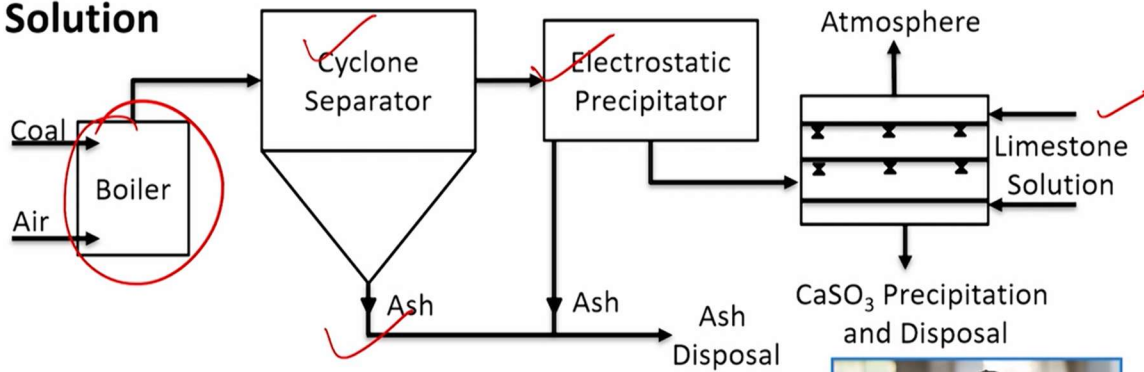 Solution
Coal
Air
Boiler
Cyclone
Separator
Ash
Electrostatic
Precipitator
Ash
Ash
Disposal
Atmosphere
Limestone
Solution
CaSO₃ Precipitation
and Disposal